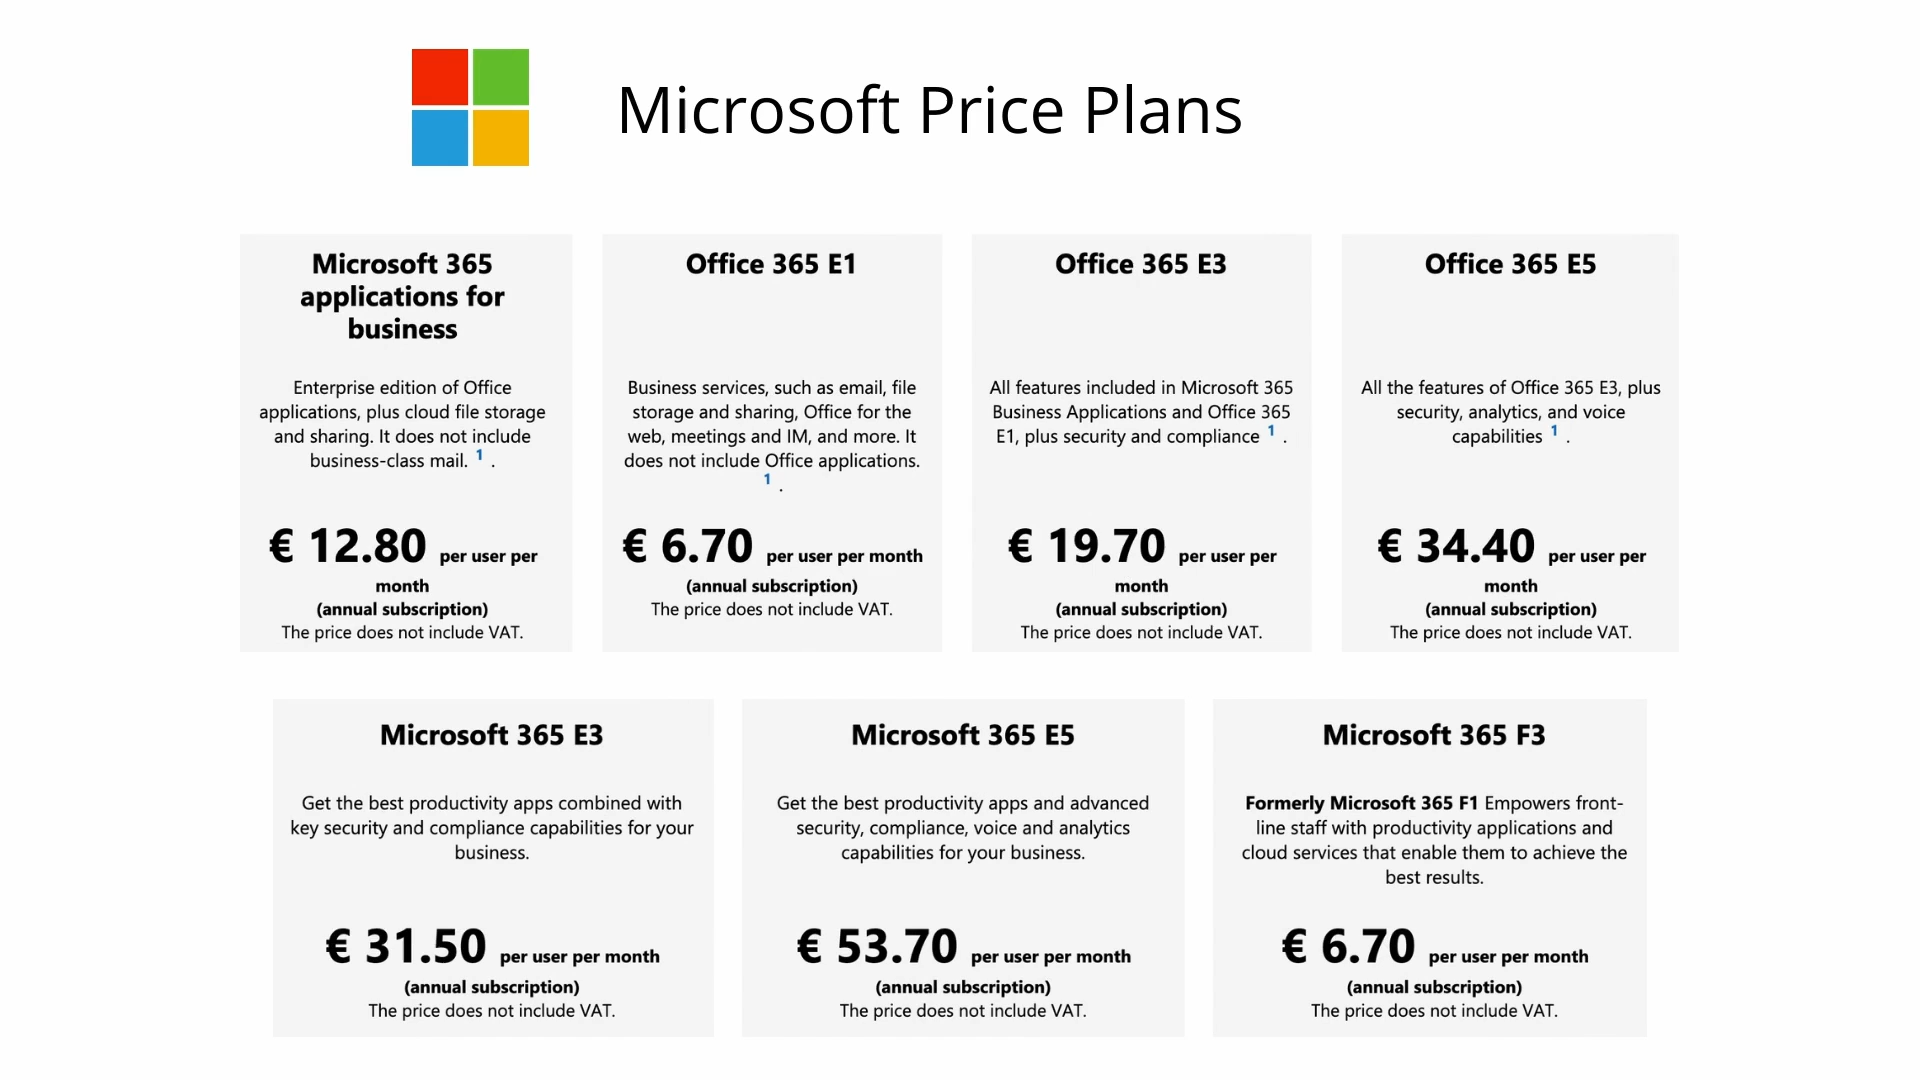 Microsoft Price Plans
Microsoft 365
applications for
business
Enterprise edition of Office
applications, plus cloud file storage
and sharing. It does not include
business-class mail. 1 .
€ 12.80 per user per
month
(annual subscription)
The price does not include VAT.
Office 365 E1
Business services, such as email, file
storage and sharing, Office for the
web, meetings and IM, and more. It
does not include Office applications.
1 .
€ 6.70 per user per month
(annual subscription)
The price does not include VAT.
Office 365 E3
All features included in Microsoft 365
Business Applications and Office 365
E1, plus security and compliance 1 .
€ 19.70 per user per
month
(annual subscription)
The price does not include VAT.
Office 365 E5
All the features of Office 365 E3, plus
security, analytics, and voice
capabilities 1 .
€ 34.40 per user per
month
(annual subscription)
The price does not include VAT.
Microsoft 365 E3
Get the best productivity apps combined with
key security and compliance capabilities for your
business.
€ 31.50 per user per month
(annual subscription)
The price does not include VAT.
Microsoft 365 E5
Get the best productivity apps and advanced
security, compliance, voice and analytics
capabilities for your business.
€ 53.70 per user per month
(annual subscription)
The price does not include VAT.
Microsoft 365 F3
Formerly Microsoft 365 F1 Empowers front-
line staff with productivity applications and
cloud services that enable them to achieve the
best results.
€ 6.70 per user per month
(annual subscription)
The price does not include VAT.